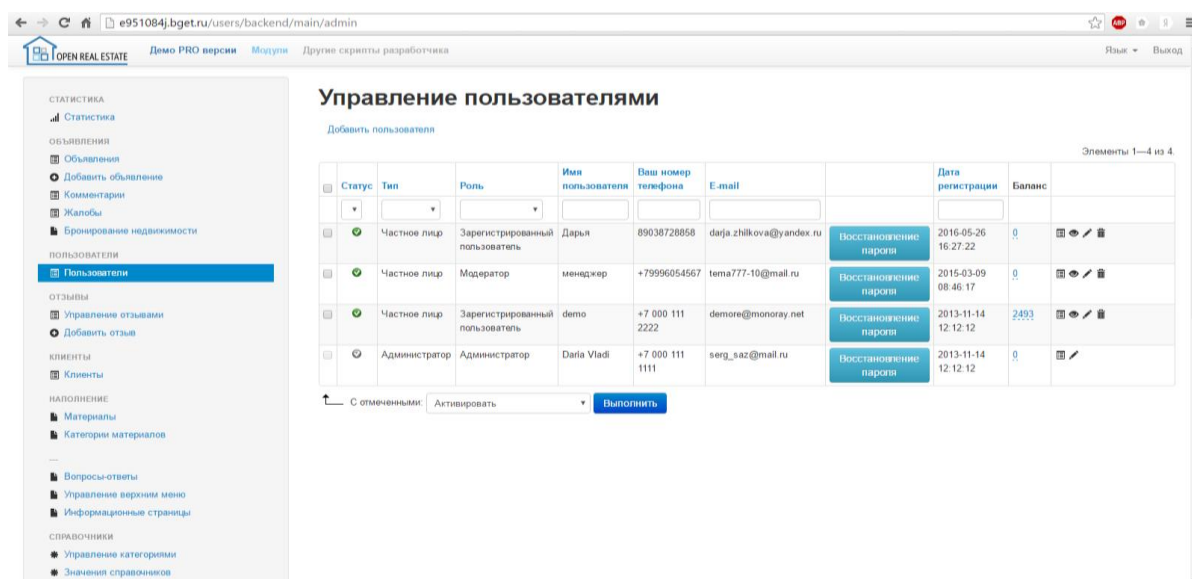 e951084j.bget.ru/users/backend/main/admin
ABP
OPEN REAL ESTATE
Демо PRO версии Модули Другие скрипты разработчика
Язык Выход
СТАТИСТИКА
Статистика
ОБЪЯВЛЕНИЯ
Объявления
Добавить объявление
Комментарии
Жалобы
Бронирование недвижимости
ПОЛЬЗОВАТЕЛИ
Пользователи
ОТЗЫВЫ
Управление отзывами
Добавить отзыв
КЛИЕНТЫ
Клиенты
НАПОЛНЕНИЕ
Материалы
Категории материалов
...
Вопросы-ответы
Управление верхним меню
Информационные страницы
СПРАВОЧНИКИ
Управление категориями
Значения справочников
Управление пользователями
Добавить пользователя
Элементы 1—4 из 4.
Статус Тип Роль Имя пользователя Ваш номер телефона E-mail Дата регистрации Баланс
Частное лицо Зарегистрированный пользователь Дарья 89038728858 darja.zhilkova@yandex.ru Восстановление пароля 2016-05-26 16:27:22 0
Частное лицо Модератор менеджер +79996054567 tema777-10@mail.ru Восстановление пароля 2015-03-09 08:46:17 0
Частное лицо Зарегистрированный пользователь demo +7 000 111 2222 demore@monoray.net Восстановление пароля 2013-11-14 12:12:12 2493
Администратор Администратор Daria Vladi +7 000 111 1111 serg_saz@mail.ru Восстановление пароля 2013-11-14 12:12:12 0
С отмеченными: Активировать Выполнить